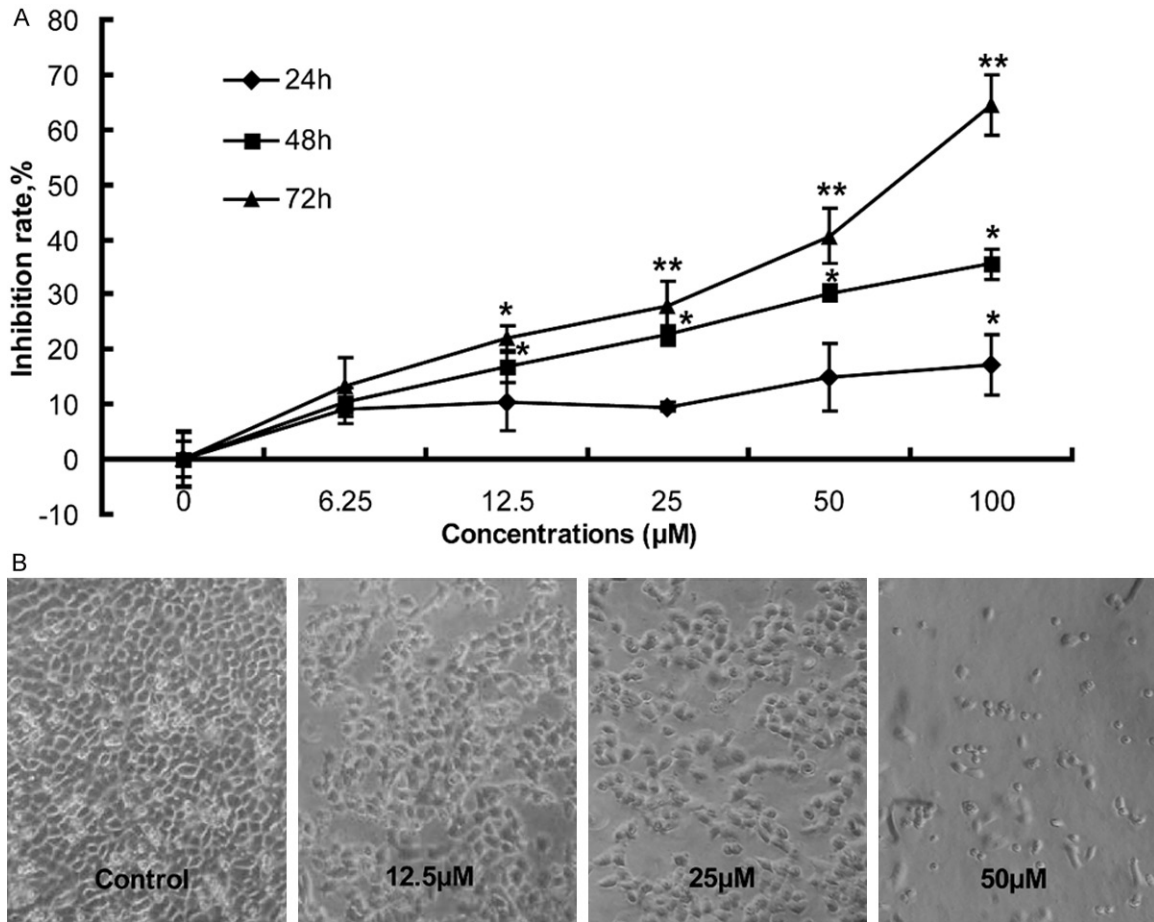 A
80
70
60
50
40
30
20
10
0
-10
Inhibition rate,%
24h
48h
72h
**
**
*
**
*
*
*
*
*
0 6.25 12.5 25 50 100
Concentrations (µM)
B
Control 12.5µM 25µM 50µM